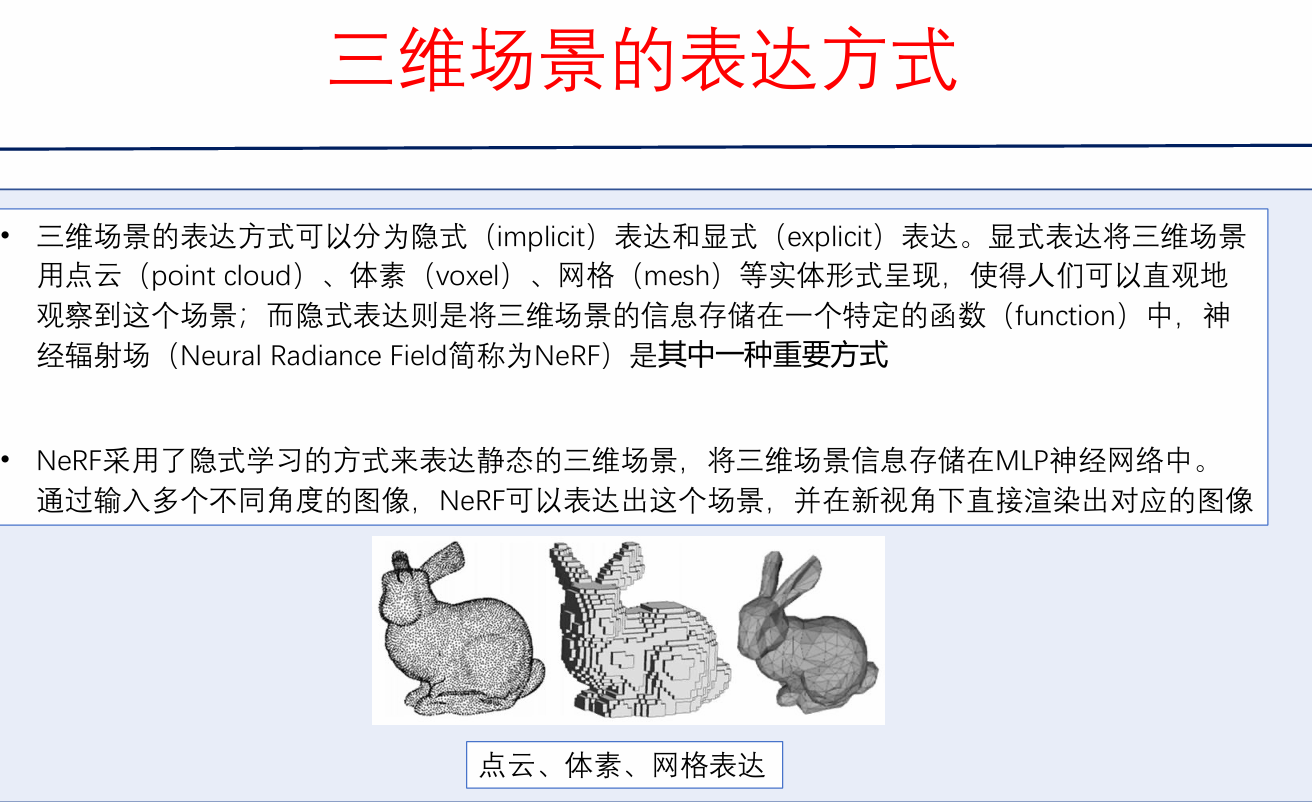 三维场景的表达方式
• 三维场景的表达方式可以分为隐式（implicit）表达和显式（explicit）表达。显式表达将三维场景
用点云（point cloud）、体素（voxel）、网格（mesh）等实体形式呈现，使得人们可以直观地
观察到这个场景；而隐式表达则是将三维场景的信息存储在一个特定的函数（function）中，神
经辐射场（Neural Radiance Field简称为NeRF）是其中一种重要方式
• NeRF采用了隐式学习的方式来表达静态的三维场景，将三维场景信息存储在MLP神经网络中。
通过输入多个不同角度的图像，NeRF可以表达出这个场景，并在新视角下直接渲染出对应的图像
点云、体素、网格表达